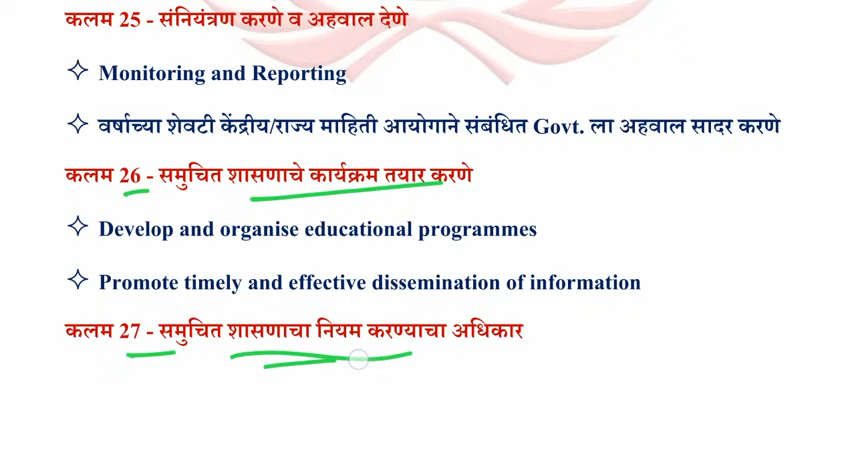 कलम 25 - संनियंत्रण करणे व अहवाल देणे
✧ Monitoring and Reporting
✧ वर्षाच्या शेवटी केंद्रीय/राज्य माहिती आयोगाने संबंधित Govt. ला अहवाल सादर करणे
कलम 26 - समुचित शासणाचे कार्यक्रम तयार करणे
✧ Develop and organise educational programmes
✧ Promote timely and effective dissemination of information
कलम 27 - समुचित शासणाचा नियम करण्याचा अधिकार